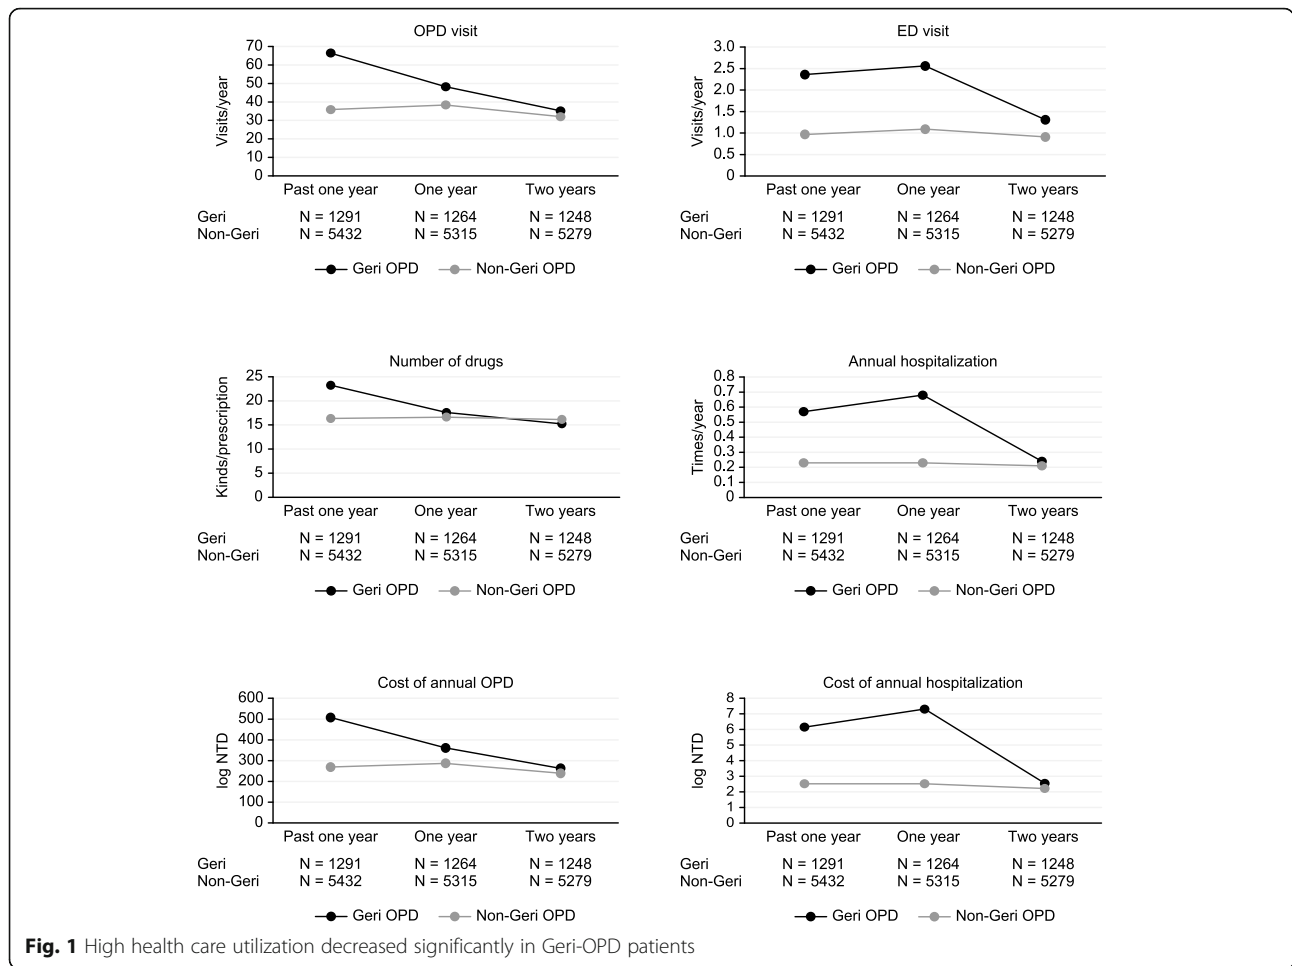 OPD visit
70
60
50
40
30
20
10
0
Visits/year
Past one year One year Two years
Geri N = 1291 N = 1264 N = 1248
Non-Geri N = 5432 N = 5315 N = 5279
Geri OPD Non-Geri OPD
ED visit
3.0
2.5
2.0
1.5
1.0
0.5
0
Visits/year
Past one year One year Two years
Geri N = 1291 N = 1264 N = 1248
Non-Geri N = 5432 N = 5315 N = 5279
Geri OPD Non-Geri OPD
Number of drugs
25
20
15
10
5
0
Kinds/prescription
Past one year One year Two years
Geri N = 1291 N = 1264 N = 1248
Non-Geri N = 5432 N = 5315 N = 5279
Geri OPD Non-Geri OPD
Annual hospitalization
0.8
0.7
0.6
0.5
0.4
0.3
0.2
0.1
0
Times/year
Past one year One year Two years
Geri N = 1291 N = 1264 N = 1248
Non-Geri N = 5432 N = 5315 N = 5279
Geri OPD Non-Geri OPD
Cost of annual OPD
600
500
400
300
200
100
0
log NTD
Past one year One year Two years
Geri N = 1291 N = 1264 N = 1248
Non-Geri N = 5432 N = 5315 N = 5279
Geri OPD Non-Geri OPD
Cost of annual hospitalization
8
7
6
5
4
3
2
1
0
log NTD
Past one year One year Two years
Geri N = 1291 N = 1264 N = 1248
Non-Geri N = 5432 N = 5315 N = 5279
Geri OPD Non-Geri OPD
Fig. 1 High health care utilization decreased significantly in Geri-OPD patients